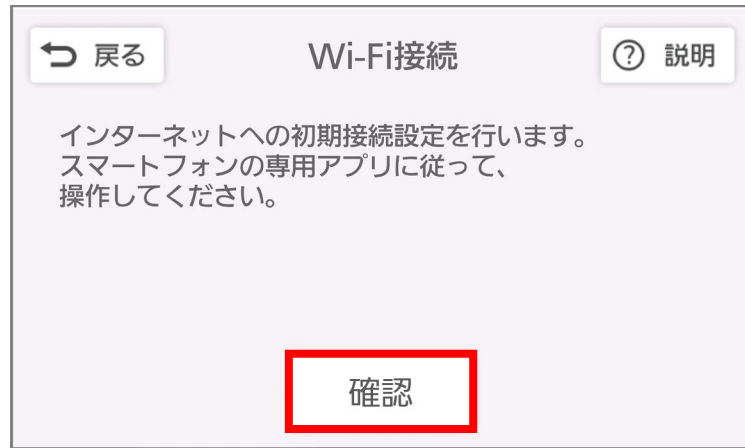 戻る
Wi-Fi接続
? 説明
インターネットへの初期接続設定を行います。
スマートフォンの専用アプリに従って、
操作してください。
確認